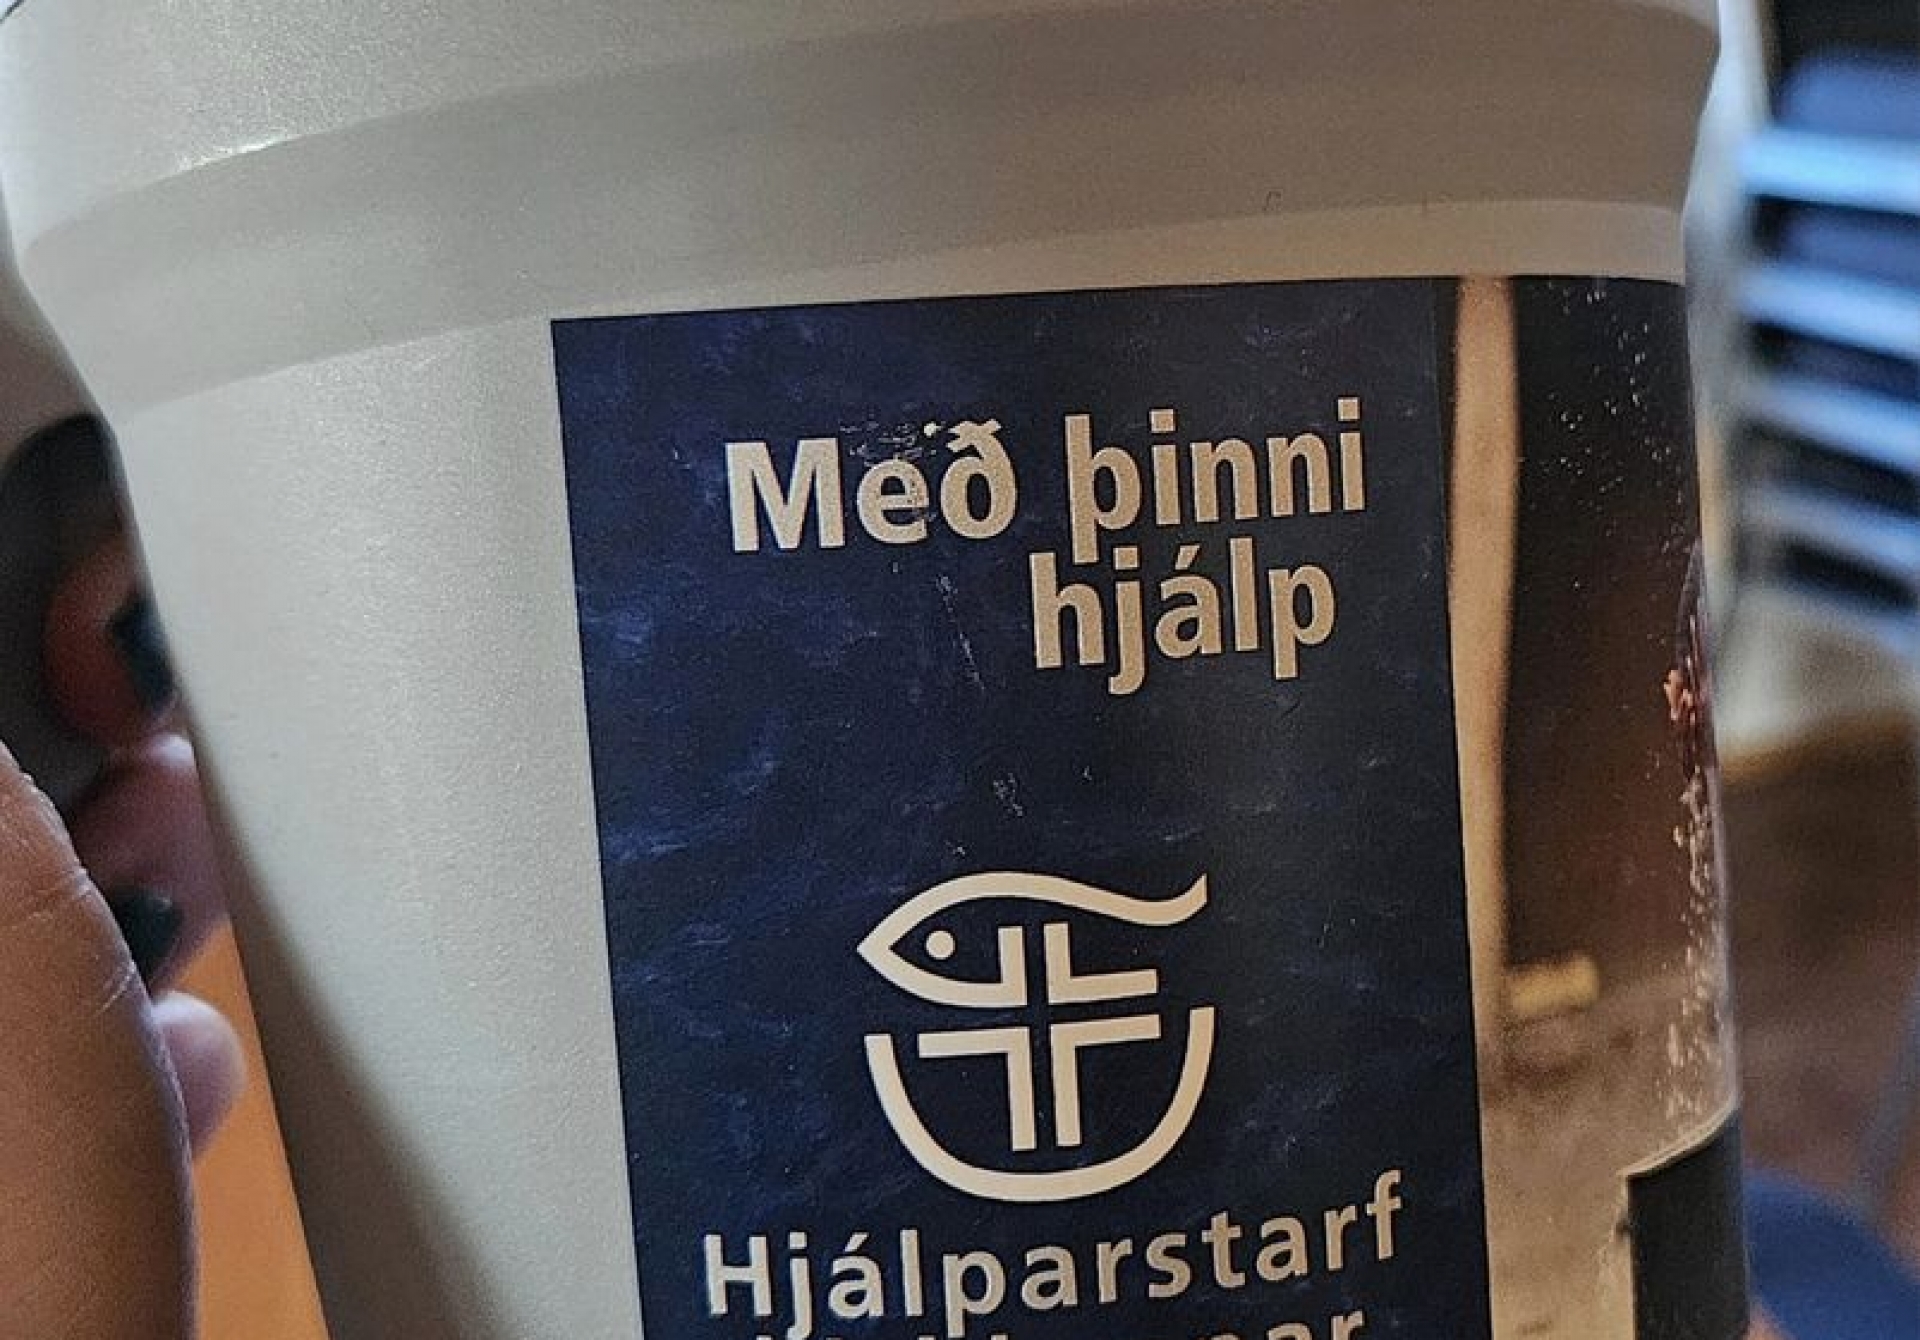 Með þinni
hjálp
Hjálparstarf